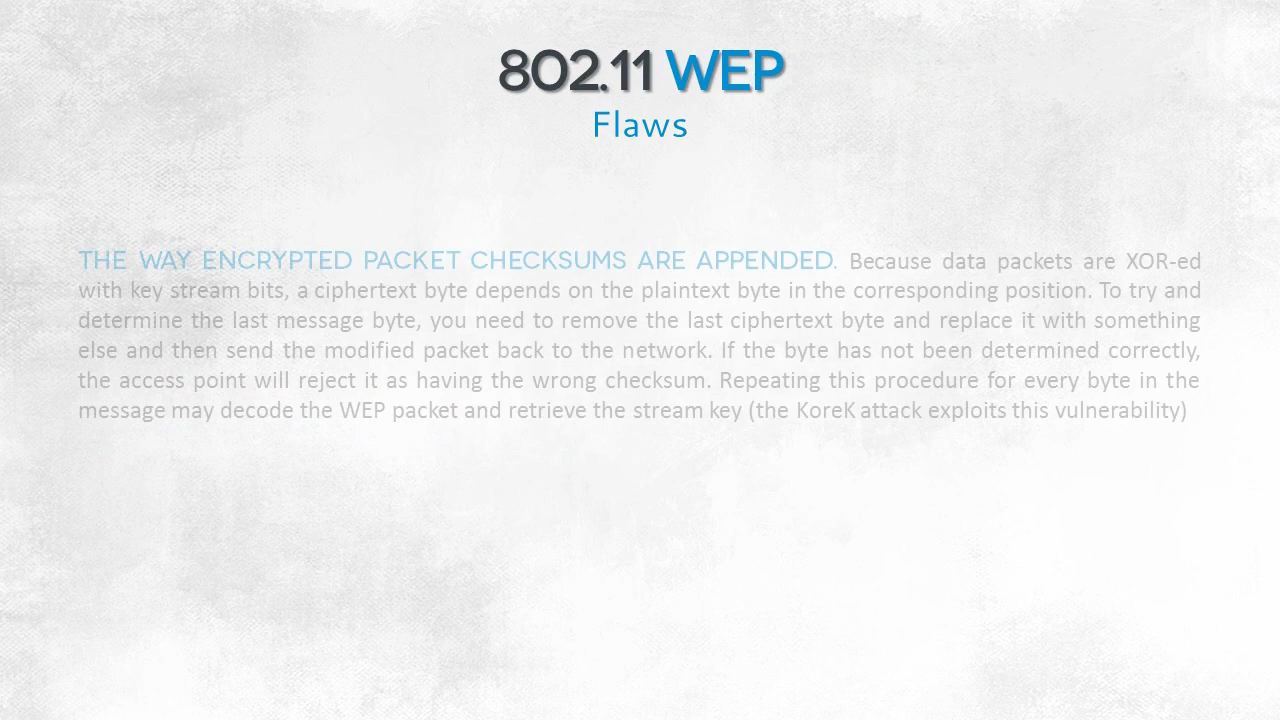 802.11 WEP
Flaws
THE WAY ENCRYPTED PACKET CHECKSUMS ARE APPENDED. Because data packets are XOR-ed
with key stream bits, a ciphertext byte depends on the plaintext byte in the corresponding position. To try and
determine the last message byte, you need to remove the last ciphertext byte and replace it with something
else and then send the modified packet back to the network. If the byte has not been determined correctly,
the access point will reject it as having the wrong checksum. Repeating this procedure for every byte in the
message may decode the WEP packet and retrieve the stream key (the KoreK attack exploits this vulnerability)